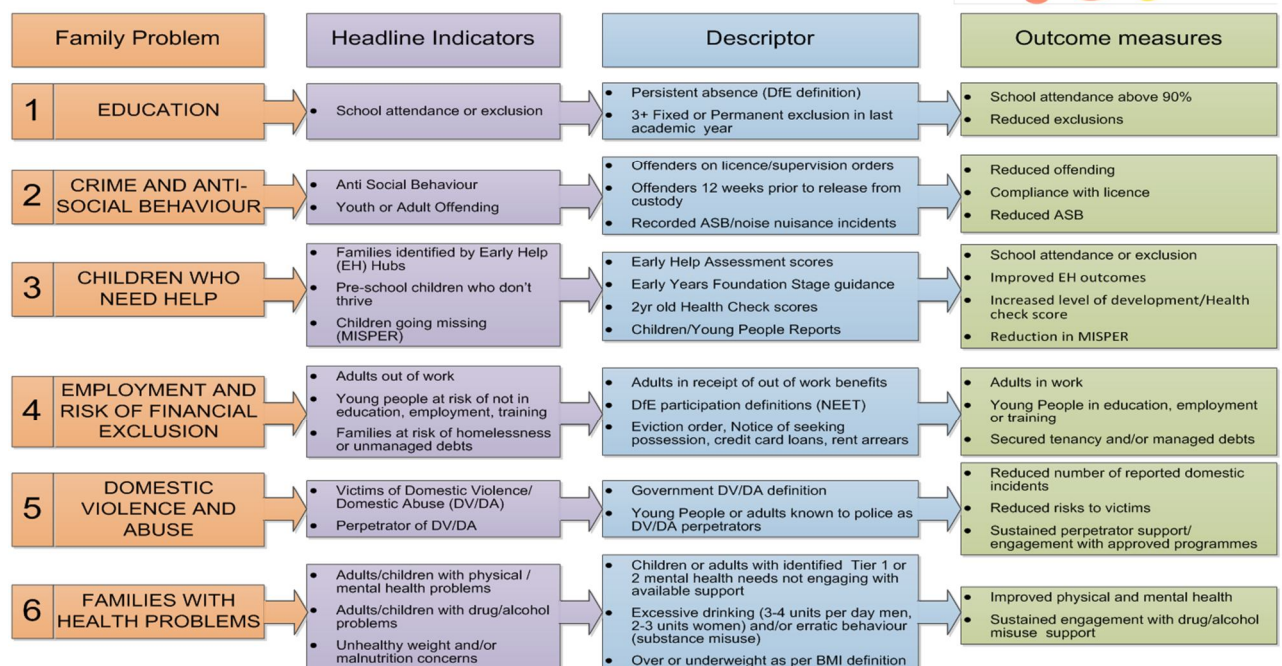 Family Problem
Headline Indicators
Descriptor
Outcome measures
1
EDUCATION
• School attendance or exclusion
• Persistent absence (DfE definition)
• 3+ Fixed or Permanent exclusion in last
academic year
• School attendance above 90%
• Reduced exclusions
2
CRIME AND ANTI-
SOCIAL BEHAVIOUR
• Anti Social Behaviour
• Youth or Adult Offending
• Offenders on licence/supervision orders
• Offenders 12 weeks prior to release from
custody
• Recorded ASB/noise nuisance incidents
• Reduced offending
• Compliance with licence
• Reduced ASB
3
CHILDREN WHO
NEED HELP
• Families identified by Early Help
(EH) Hubs
• Pre-school children who don't
thrive
• Children going missing
(MISPER)
• Early Help Assessment scores
• Early Years Foundation Stage guidance
• 2yr old Health Check scores
• Children/Young People Reports
• School attendance or exclusion
• Improved EH outcomes
• Increased level of development/Health
check score
• Reduction in MISPER
4
EMPLOYMENT AND
RISK OF FINANCIAL
EXCLUSION
• Adults out of work
• Young people at risk of not in
education, employment, training
• Families at risk of homelessness
or unmanaged debts
• Adults in receipt of out of work benefits
• DfE participation definitions (NEET)
• Eviction order, Notice of seeking
possession, credit card loans, rent arrears
• Adults in work
• Young People in education, employment
or training
• Secured tenancy and/or managed debts
5
DOMESTIC
VIOLENCE AND
ABUSE
• Victims of Domestic Violence/
Domestic Abuse (DV/DA)
• Perpetrator of DV/DA
• Government DV/DA definition
• Young People or adults known to police as
DV/DA perpetrators
• Reduced number of reported domestic
incidents
• Reduced risks to victims
• Sustained perpetrator support/
engagement with approved programmes
6
FAMILIES WITH
HEALTH PROBLEMS
• Adults/children with physical /
mental health problems
• Adults/children with drug/alcohol
problems
• Unhealthy weight and/or
malnutrition concerns
• Children or adults with identified Tier 1 or
2 mental health needs not engaging with
available support
• Excessive drinking (3-4 units per day men,
2-3 units women) and/or erratic behaviour
(substance misuse)
• Over or underweight as per BMI definition
• Improved physical and mental health
• Sustained engagement with drug/alcohol
misuse support